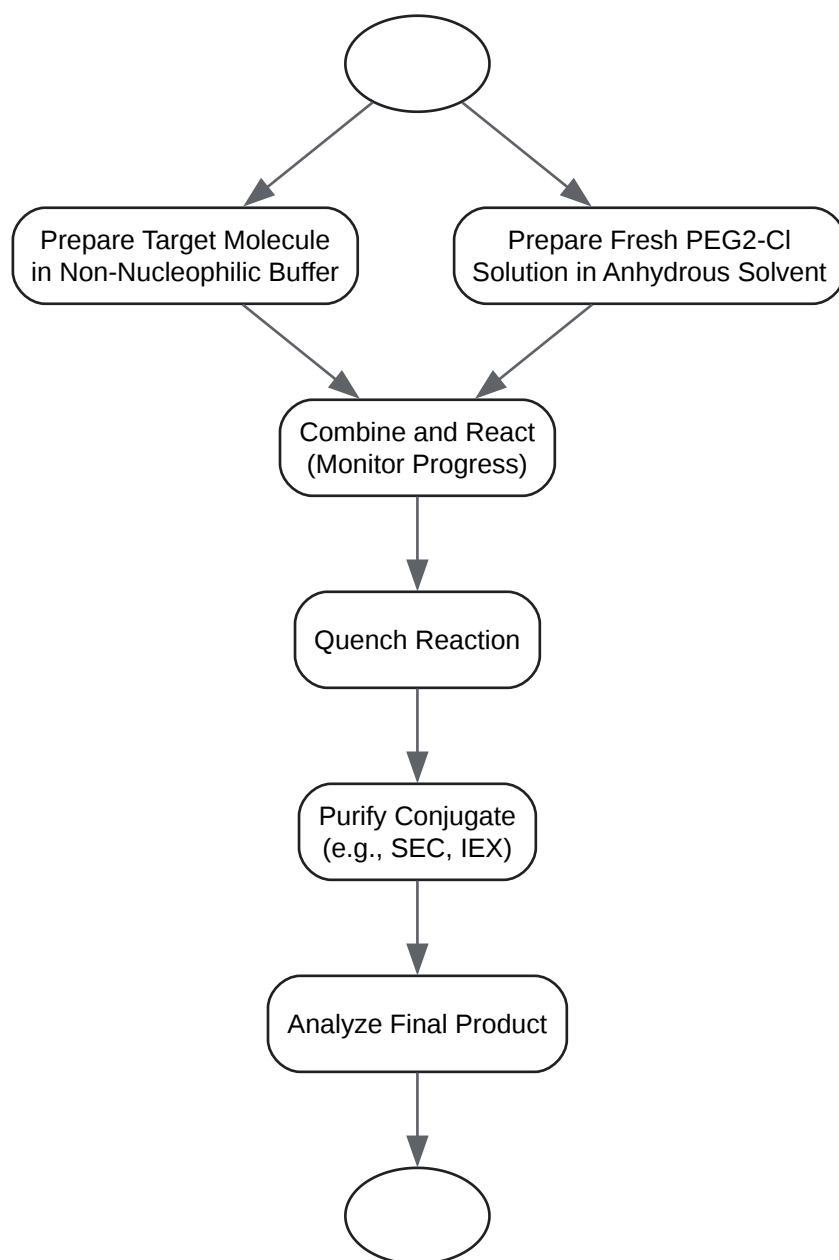 Prepare Target Molecule
in Non-Nucleophilic Buffer
Prepare Fresh PEG2-Cl
Solution in Anhydrous Solvent
Combine and React
(Monitor Progress)
Quench Reaction
Purify Conjugate
(e.g., SEC, IEX)
Analyze Final Product